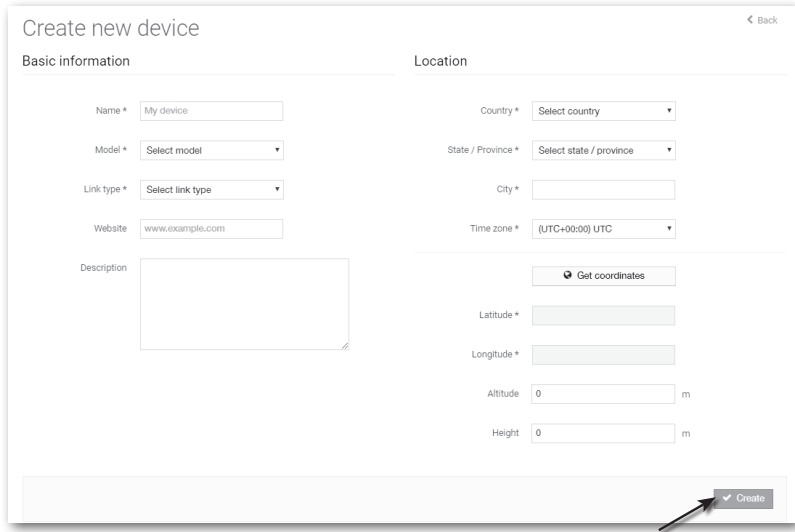 Create new device
Back
Basic information
Name *
My device
Model *
Select model
Link type *
Select link type
Website
www.example.com
Description
Location
Country *
Select country
State / Province *
Select state / province
City *
Time zone *
(UTC+00:00) UTC
Get coordinates
Latitude *
Longitude *
Altitude
0
m
Height
0
m
Create